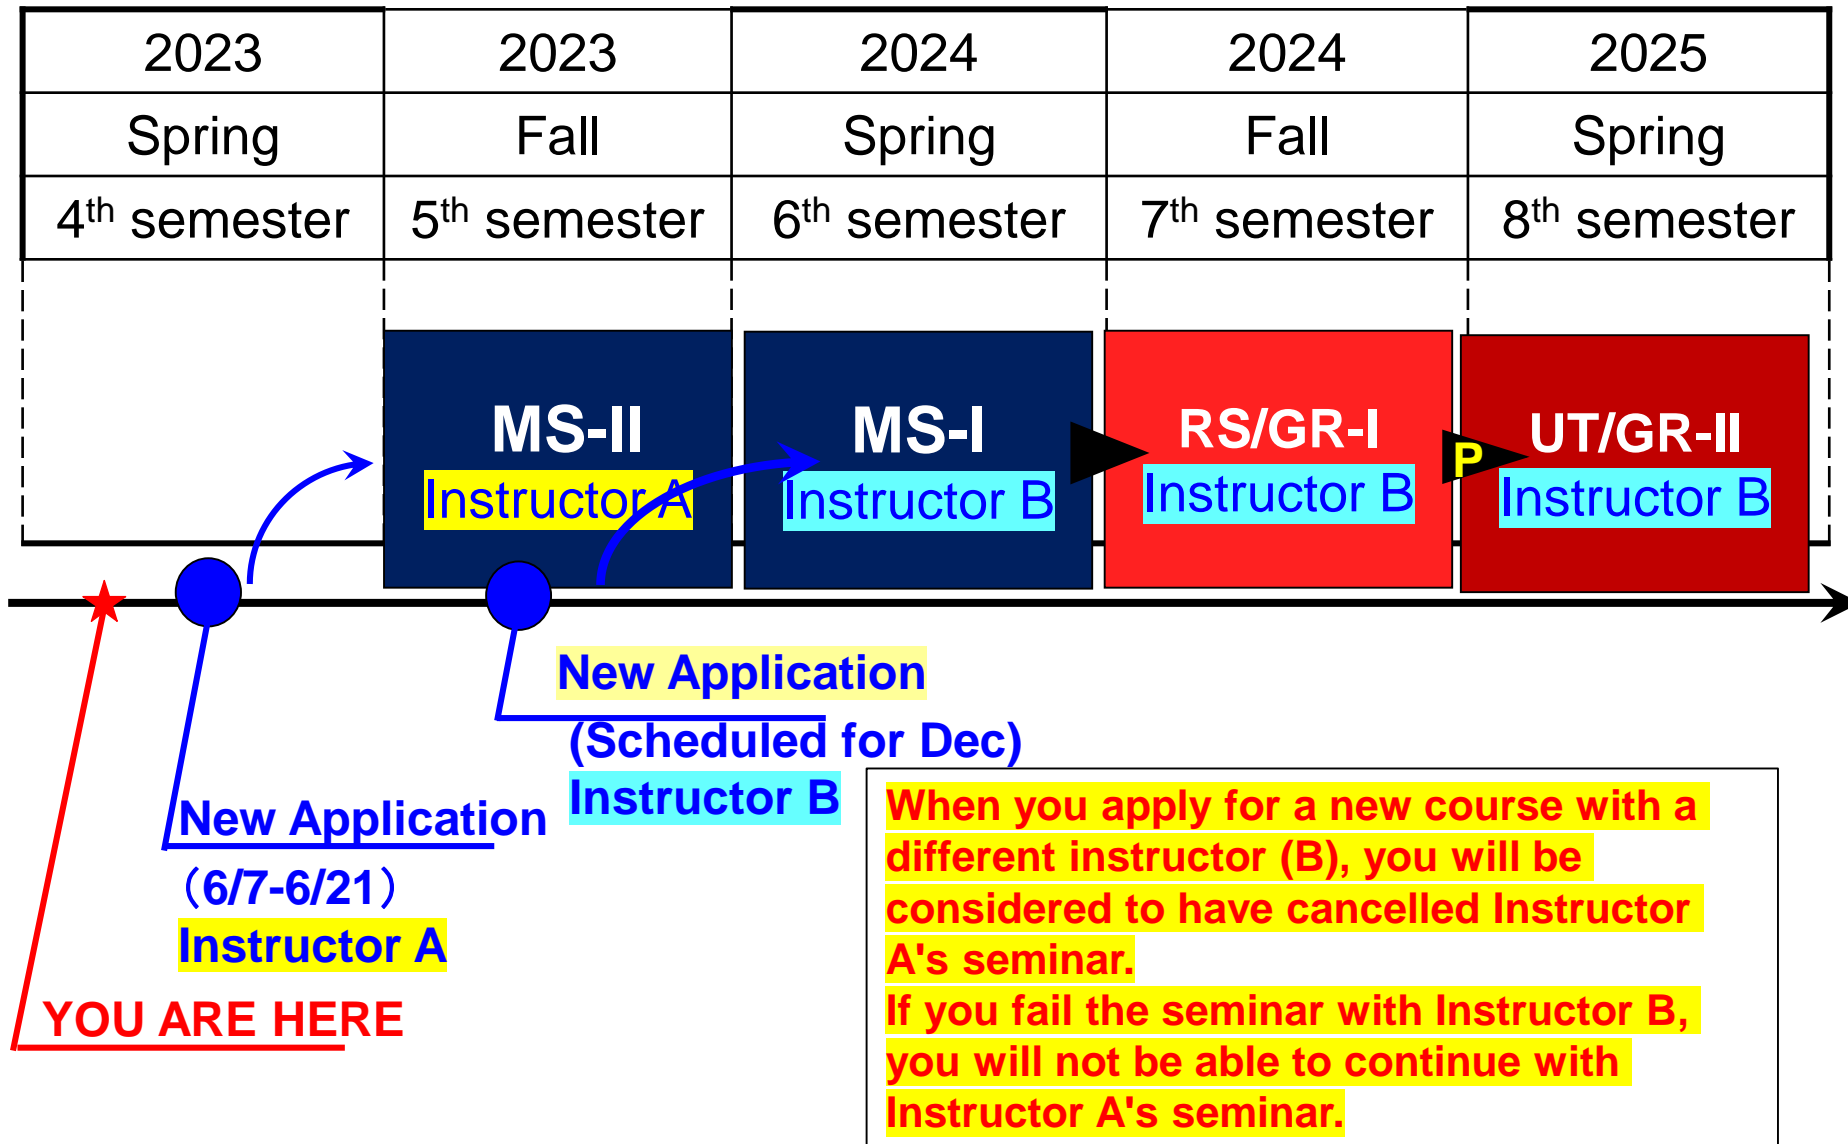 2023 2023 2024 2024 2025
Spring Fall Spring Fall Spring
4th semester 5th semester 6th semester 7th semester 8th semester
MS-II
Instructor A
MS-I
Instructor B
RS/GR-I
Instructor B
P
UT/GR-II
Instructor B
New Application
(Scheduled for Dec)
Instructor B
New Application
（6/7-6/21）
Instructor A
YOU ARE HERE
When you apply for a new course with a
different instructor (B), you will be
considered to have cancelled Instructor
A's seminar.
If you fail the seminar with Instructor B,
you will not be able to continue with
Instructor A's seminar.